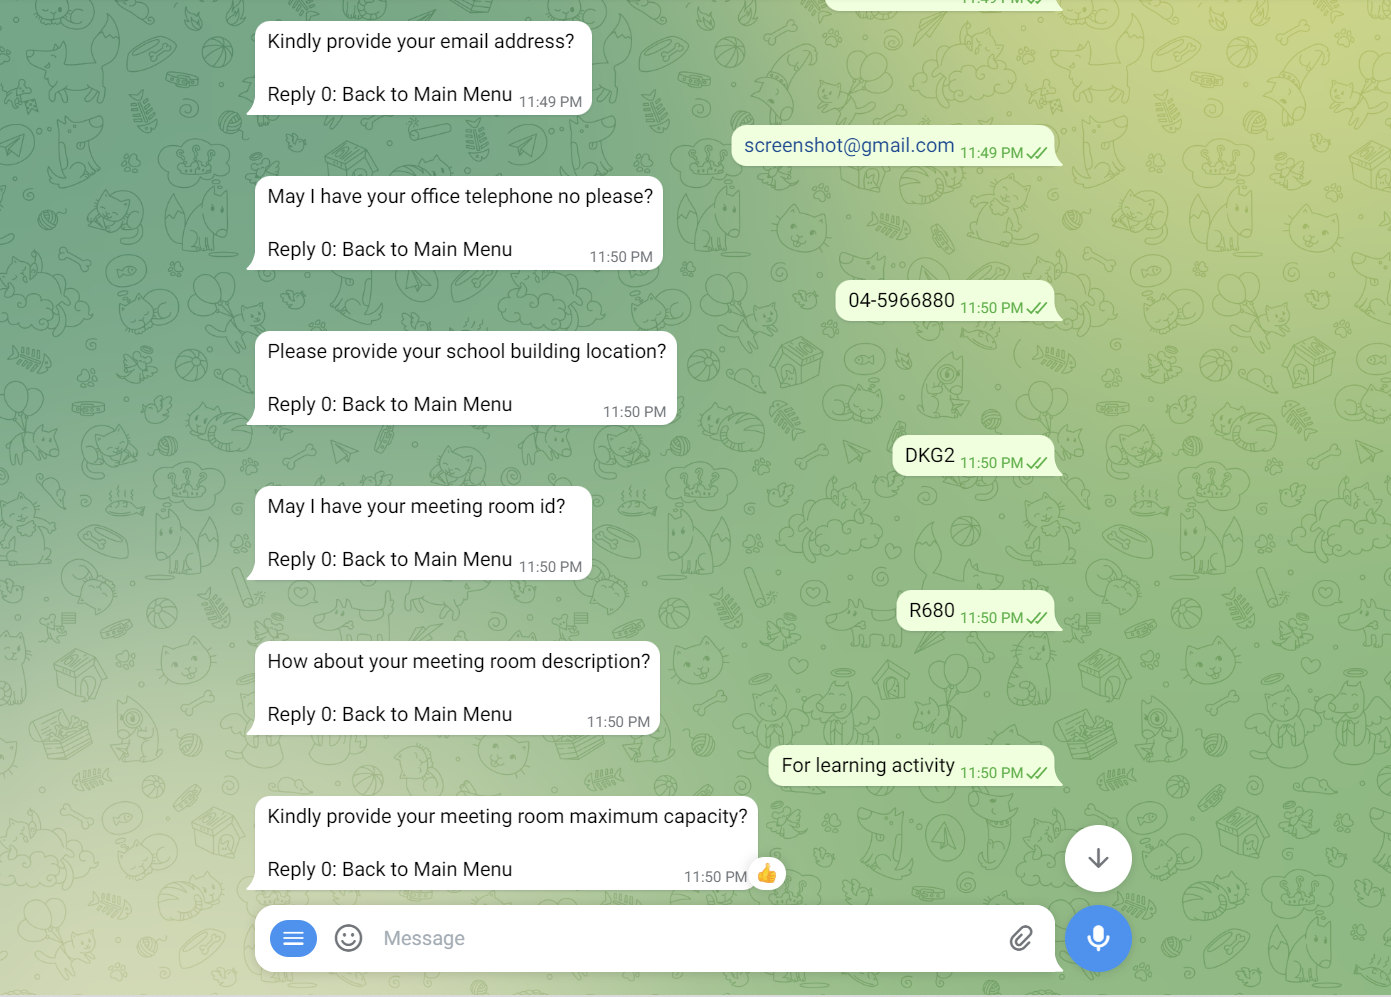 11:49 PM
Kindly provide your email address?
Reply 0: Back to Main Menu 11:49 PM
screenshot@gmail.com 11:49 PM
May I have your office telephone no please?
Reply 0: Back to Main Menu 11:50 PM
04-5966880 11:50 PM
Please provide your school building location?
Reply 0: Back to Main Menu 11:50 PM
DKG2 11:50 PM
May I have your meeting room id?
Reply 0: Back to Main Menu 11:50 PM
R680 11:50 PM
How about your meeting room description?
Reply 0: Back to Main Menu 11:50 PM
For learning activity 11:50 PM
Kindly provide your meeting room maximum capacity?
Reply 0: Back to Main Menu 11:50 PM
Message